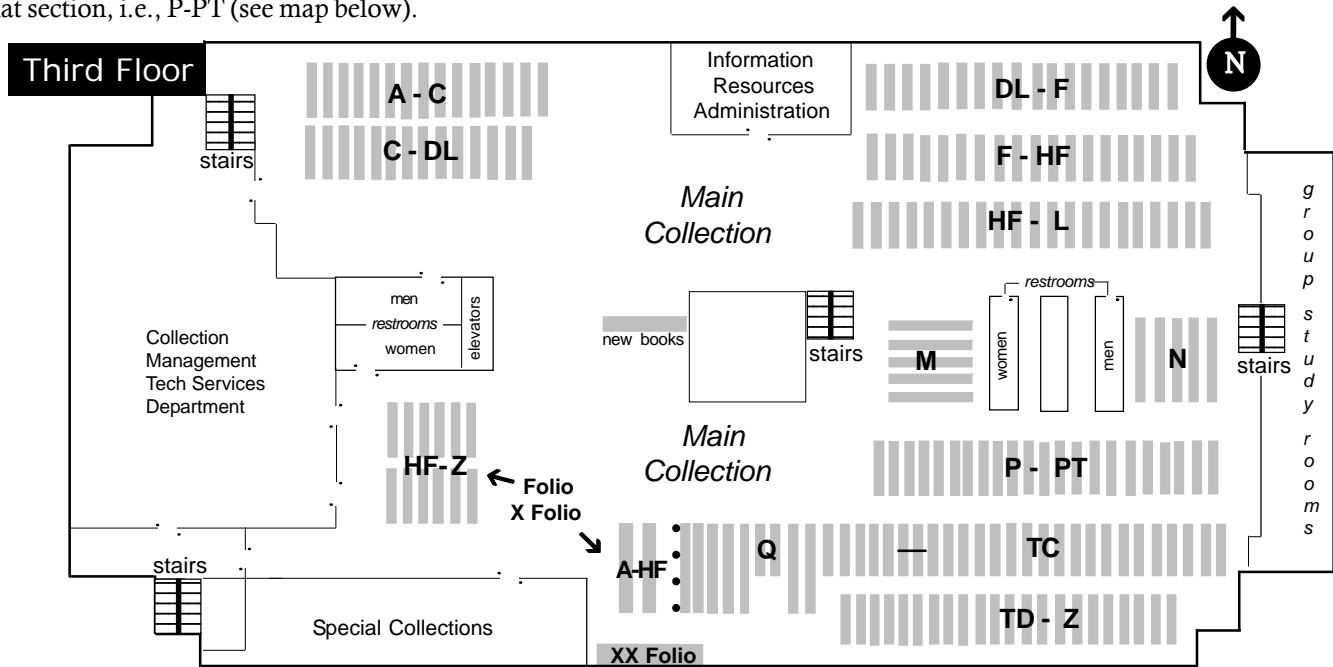 at section, i.e., P-PT (see map below).
Third Floor
N
Information
Resources
Administration
A - C
DL - F
C - DL
F - HF
stairs
Main
Collection
HF - L
group study rooms
men
restrooms
women
elevators
restrooms
women
men
new books
stairs
M
N
stairs
Collection
Management
Tech Services
Department
Main
Collection
HF-Z
P - PT
Folio
X Folio
A-HF
Q — TC
stairs
Special Collections
TD - Z
XX Folio